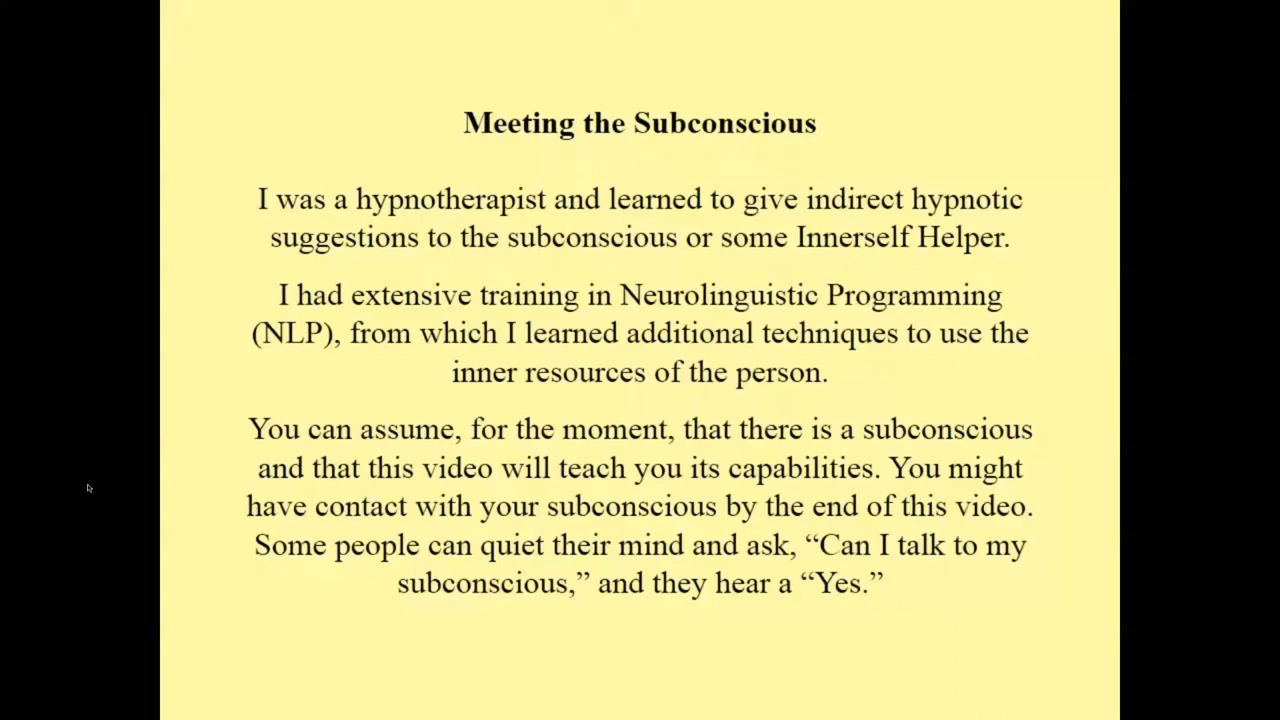 Meeting the Subconscious
I was a hypnotherapist and learned to give indirect hypnotic
suggestions to the subconscious or some Innerself Helper.
I had extensive training in Neurolinguistic Programming
(NLP), from which I learned additional techniques to use the
inner resources of the person.
You can assume, for the moment, that there is a subconscious
and that this video will teach you its capabilities. You might
have contact with your subconscious by the end of this video.
Some people can quiet their mind and ask, “Can I talk to my
subconscious,” and they hear a “Yes.”